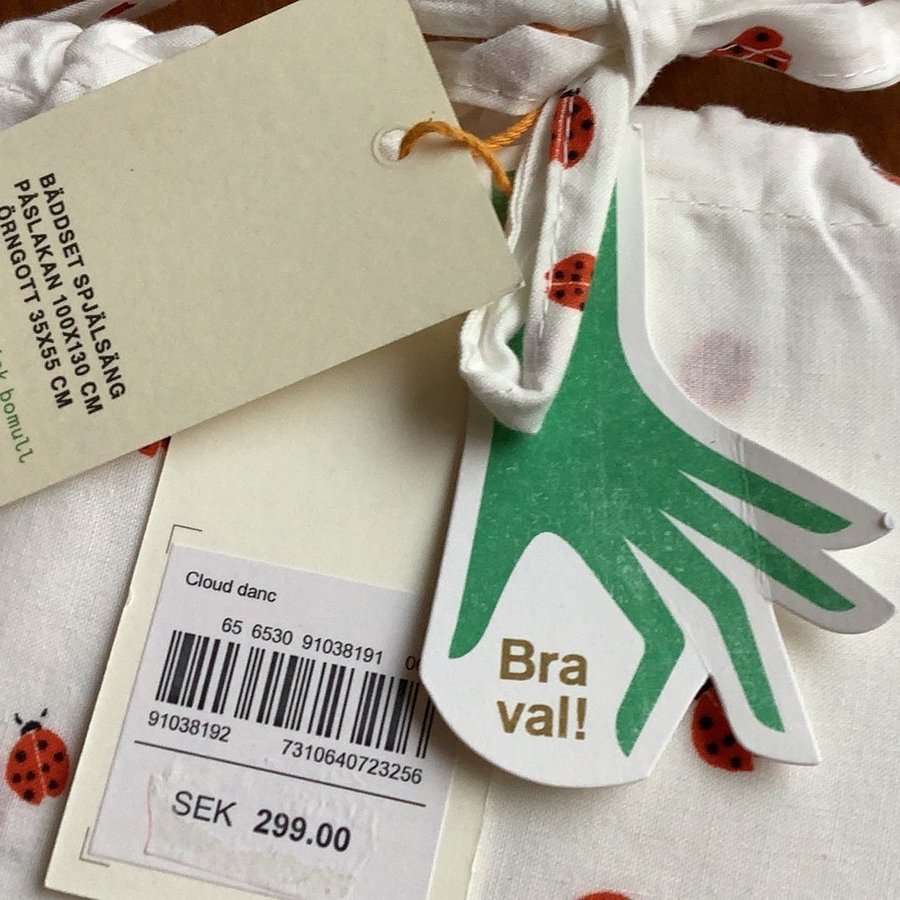 BÄDDSET SPJÄLSÄNG
PÅSLAKAN 100X130 CM
ÖRNGOTT 35X55 CM
bomull
Cloud danc
65 6530 91038191
91038192
7310640723256
SEK 299.00
Bra
val!